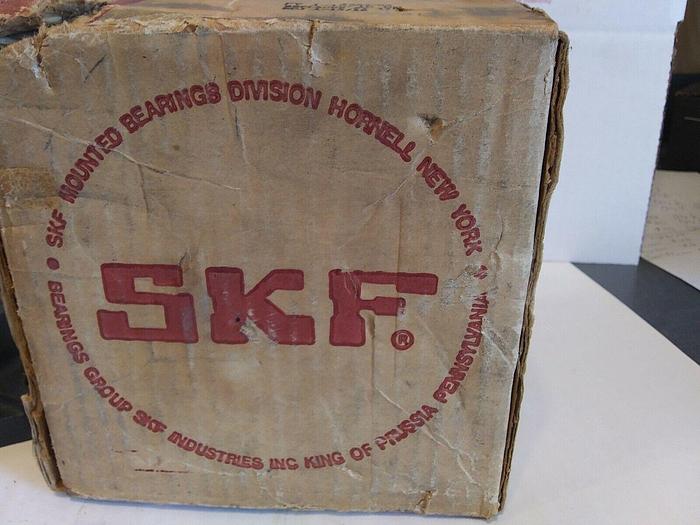 SKF MOUNTED BEARINGS DIVISION HORNELL NEW YORK
SKF®
BEARINGS GROUP SKF INDUSTRIES INC KING OF PRUSSIA PENNSYLVANIA